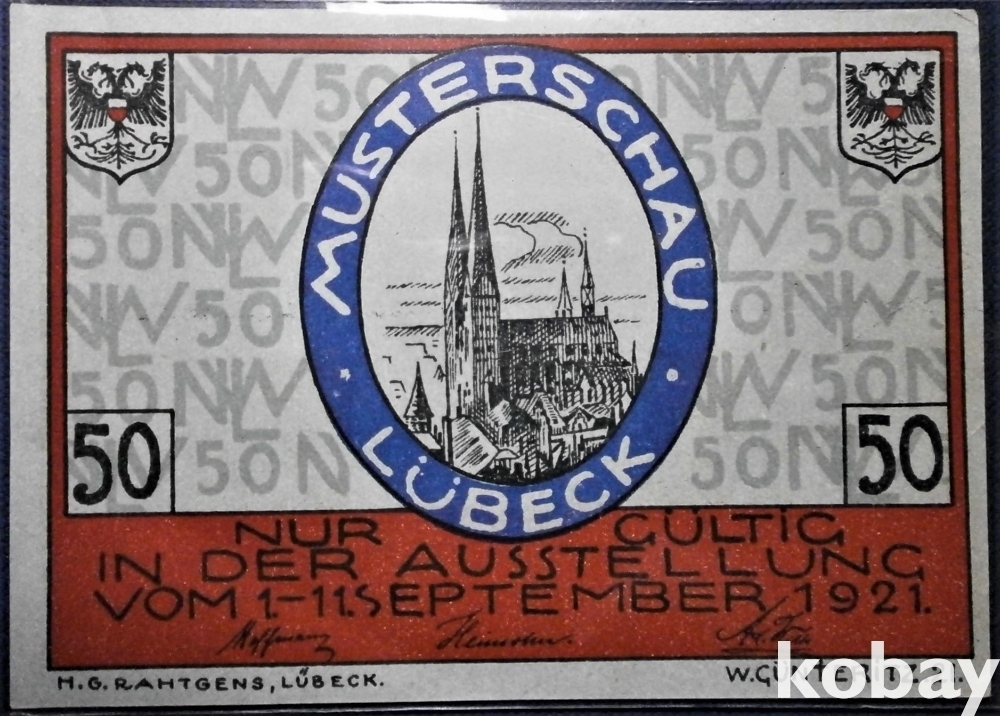 MUSTERSCHAU
LÜBECK
50
50
NUR GÜLTIG
IN DER AUSSTELLUNG
VOM 1.-11.SEPTEMBER 1921.
H.G.RAHTGENS, LÜBECK.
kobay